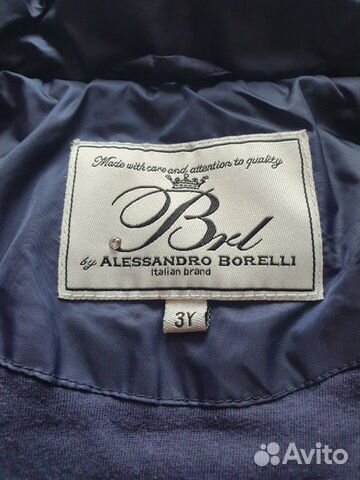 Made with care and attention to quality
Brl
by ALESSANDRO BORELLI
italian brand
3Y
Avito